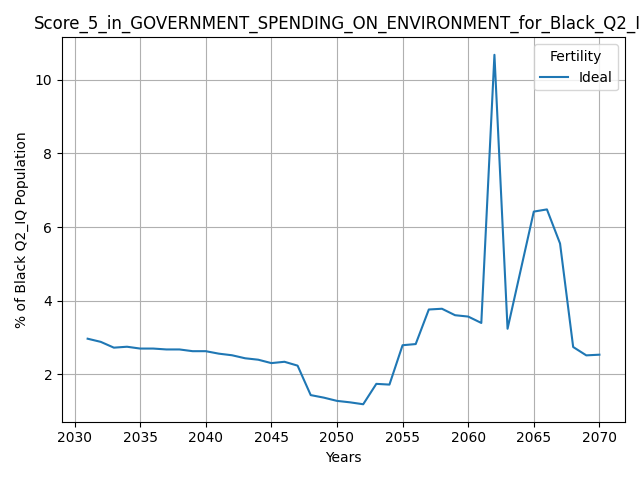 Score_5_in_GOVERNMENT_SPENDING_ON_ENVIRONMENT_for_Black_Q2_I
Fertility
Ideal
% of Black Q2_IQ Population
10
8
6
4
2
2030 2035 2040 2045 2050 2055 2060 2065 2070
Years